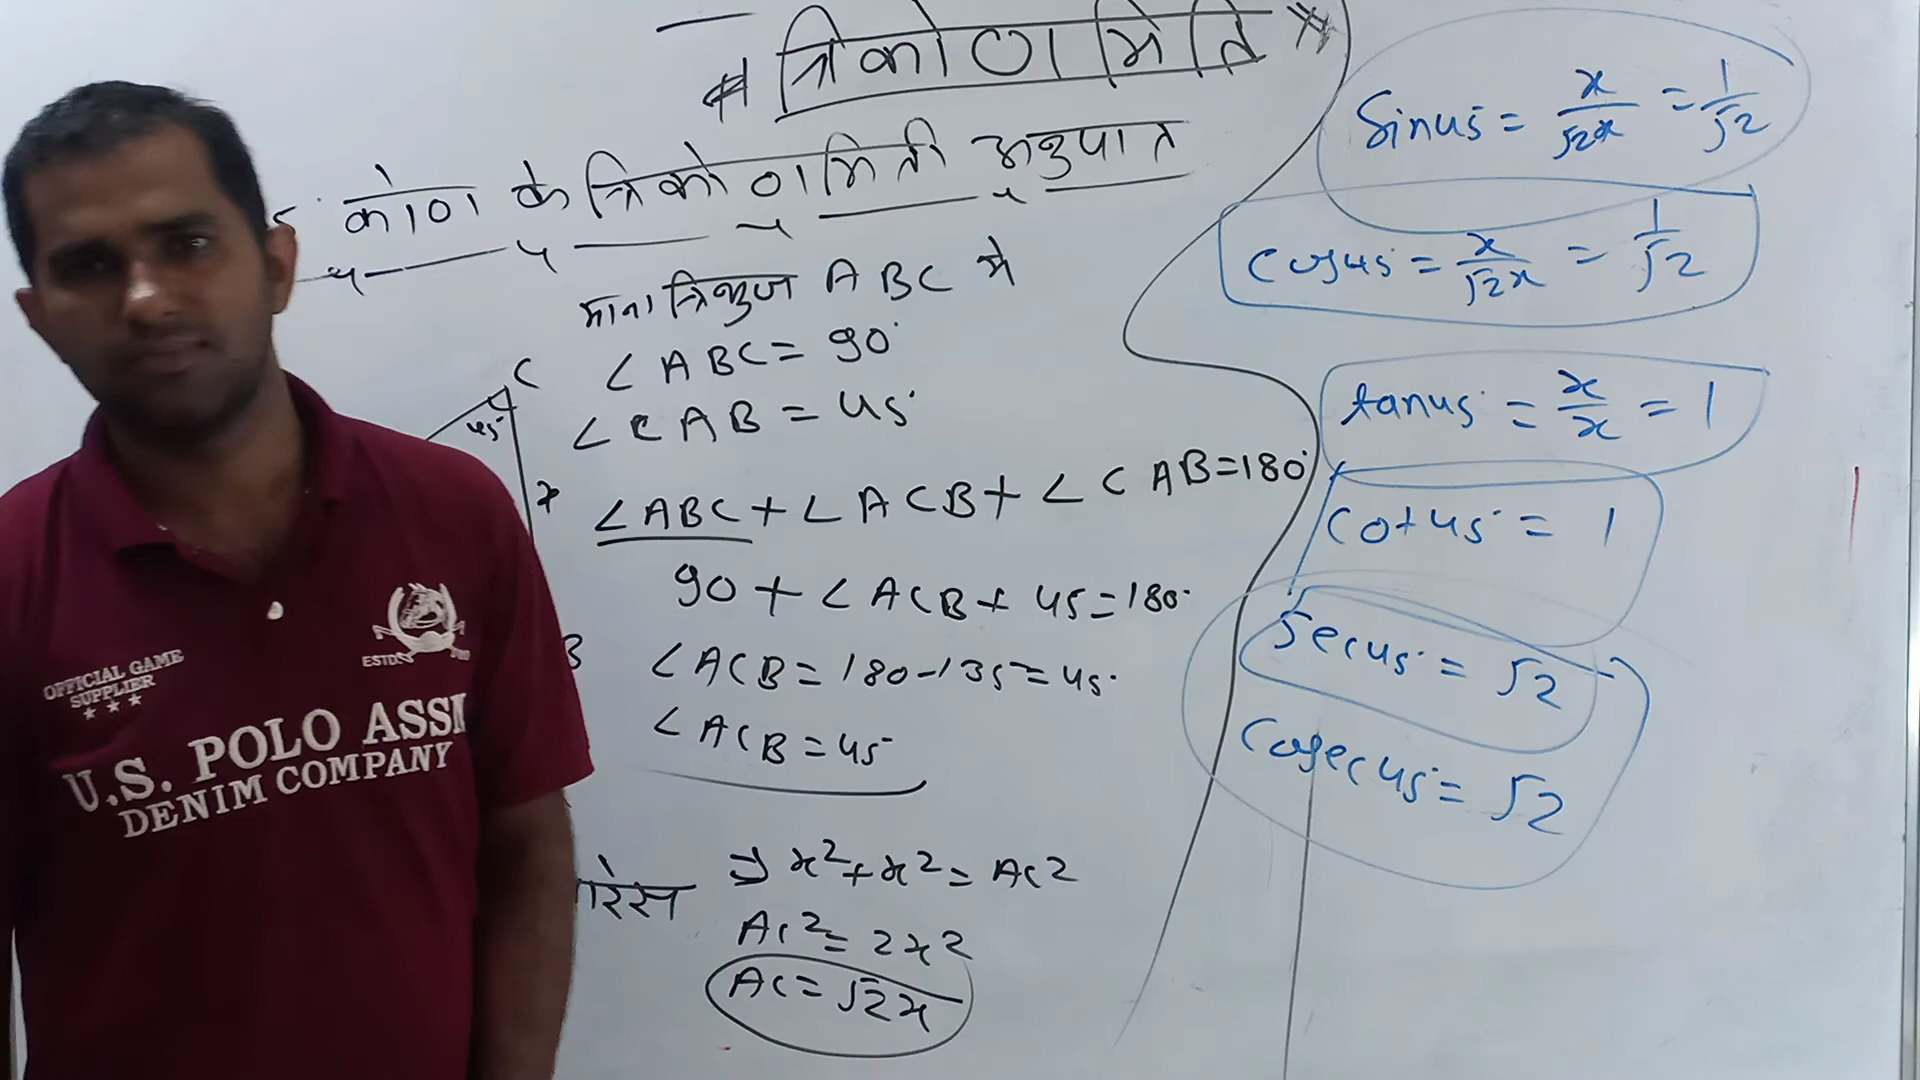 # त्रिकोणमिति #
कोण के त्रिकोणमिती अनुपात
माना त्रिभुज ABC मे
∠ABC = 90°
∠CAB = 45°
∠ABC + ∠ACB + ∠CAB = 180°
90 + ∠ACB + 45 = 180°
∠ACB = 180 - 135 = 45°
∠ACB = 45°
⇒ x² + x² = AC²
AC² = 2x²
AC = √2x
C
45°
x
B
Sin45 = x/√2x = 1/√2
Cos45 = x/√2x = 1/√2
tan45° = x/x = 1
Cot45° = 1
Sec45° = √2
Cosec45° = √2
OFFICIAL GAME
SUPPLIER
ESTD.
U.S. POLO ASSN
DENIM COMPANY